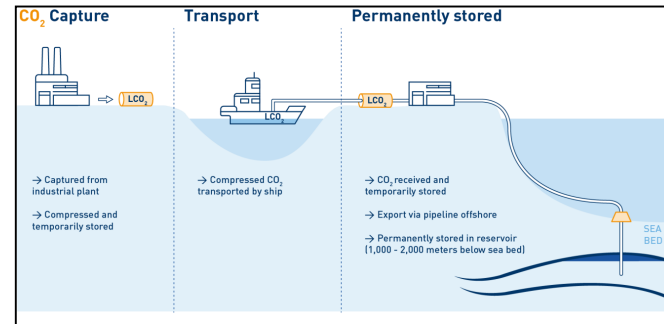 CO₂ Capture
Transport
Permanently stored
LCO₂
LCO₂
LCO₂
→ Captured from
industrial plant
→ Compressed and
temporarily stored
→ Compressed CO₂
transported by ship
→ CO₂ received and
temporarily stored
→ Export via pipeline offshore
→ Permanently stored in reservoir
(1,000 - 2,000 meters below sea bed)
SEA
BED